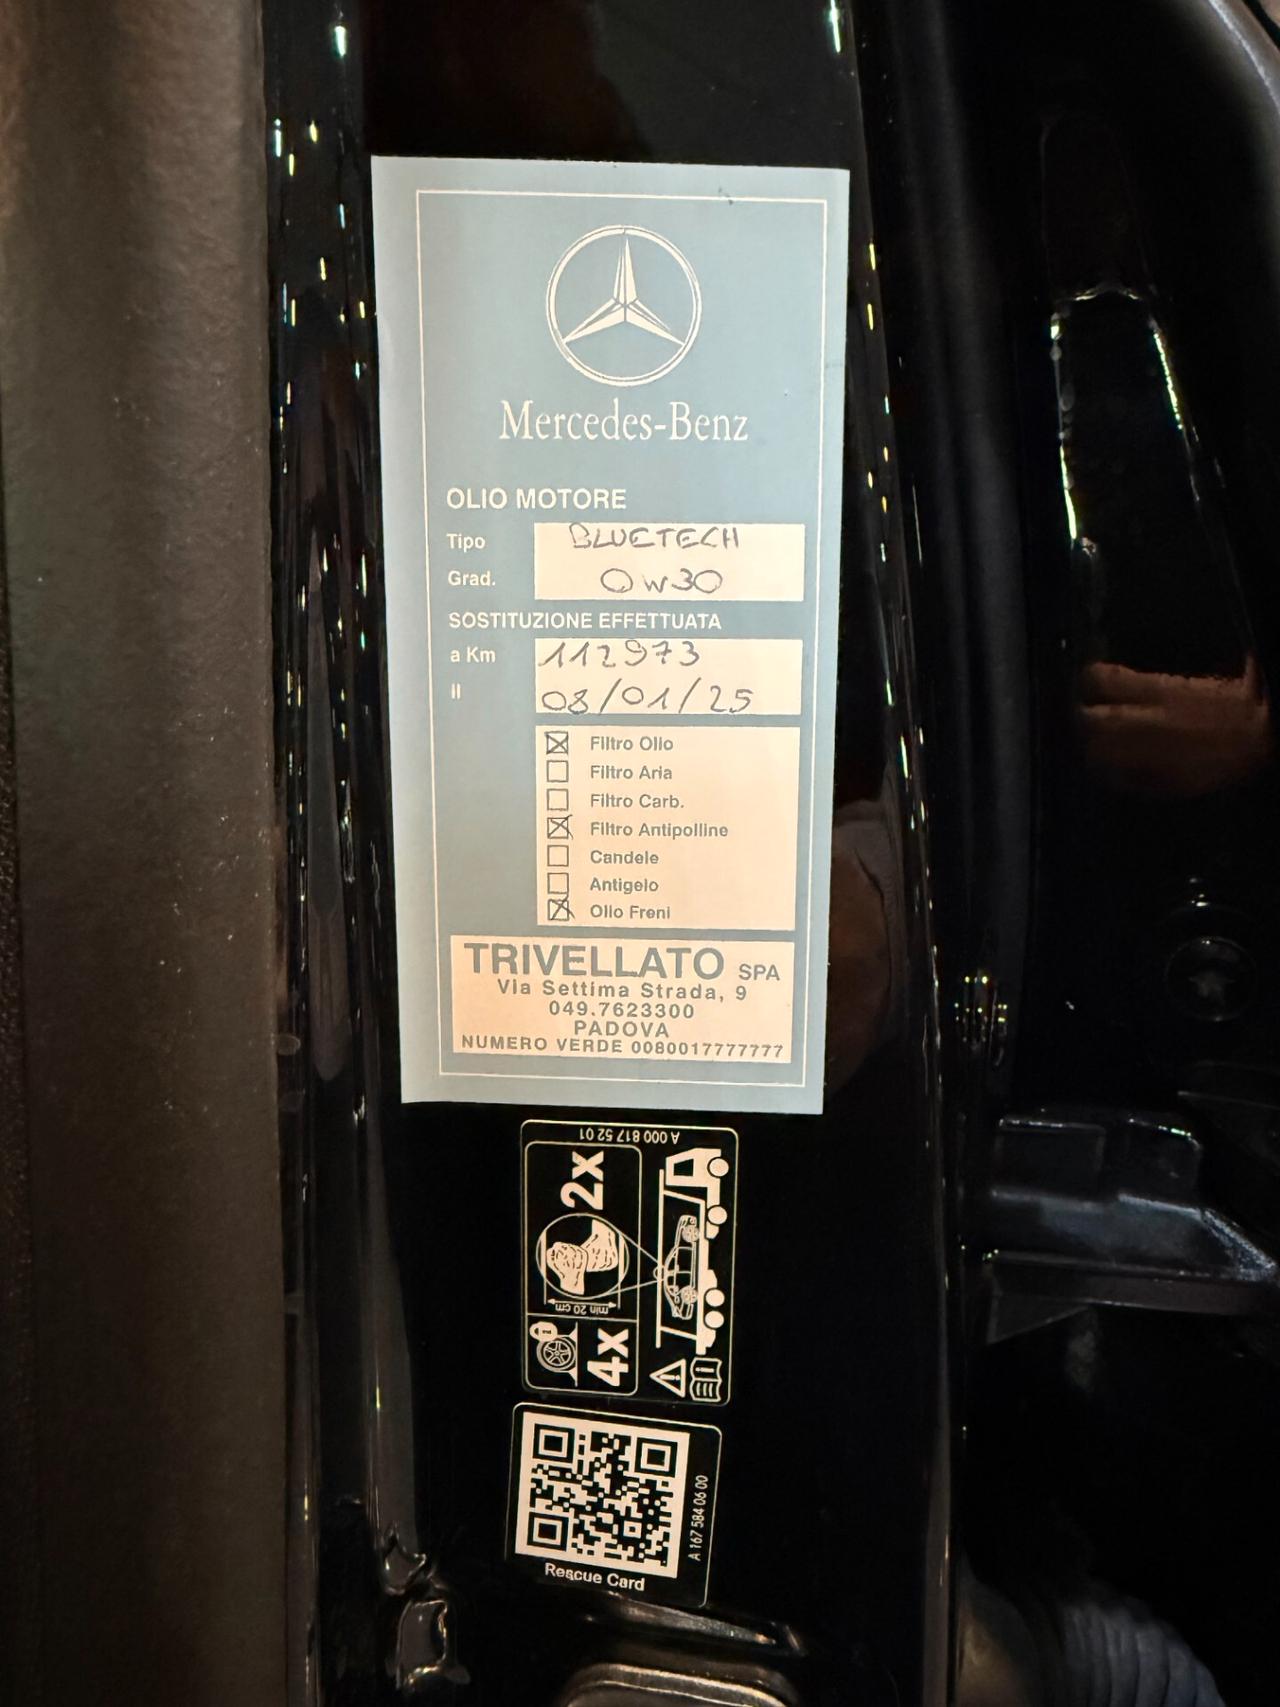 Mercedes-Benz
OLIO MOTORE
Tipo BLUETECH
Grad. 0W30
SOSTITUZIONE EFFETTUATA
a Km 112973
Il 08/01/25
Filtro Olio
Filtro Aria
Filtro Carb.
Filtro Antipolline
Candele
Antigelo
Olio Freni
TRIVELLATO SPA
Via Settima Strada, 9
049.7623300
PADOVA
NUMERO VERDE 0080017777777
A 000 817 52 01
2x
min 20 cm
4x
A 167 584 06 00
Rescue Card